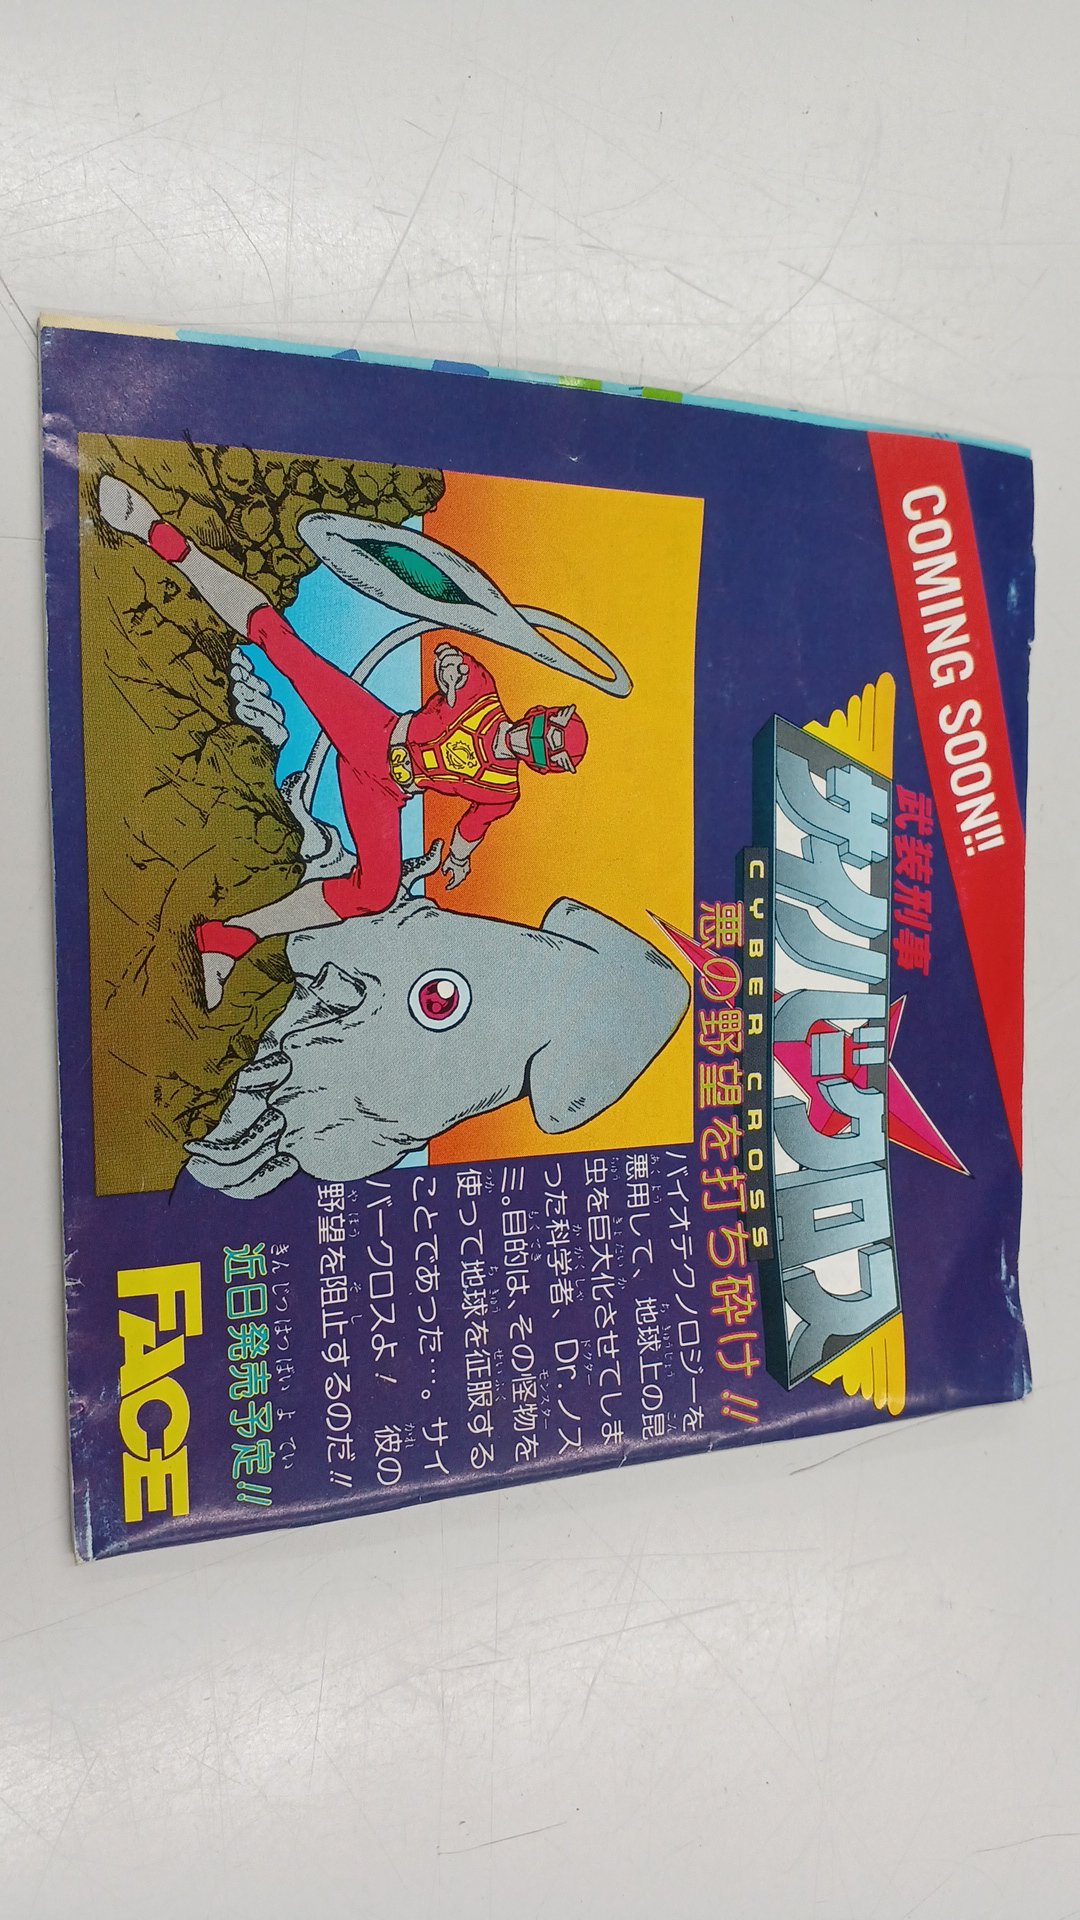 COMING SOON!!
武装刑事
サイバークロス
CYBER CROSS
悪の野望を打ち砕け!!
バイオテクノロジーを
悪用して、地球上の昆
虫を巨大化させてしま
った科学者、Dr.ノズ
ミ。目的は、その怪物を
使って地球を征服する
ことであった…。サイ
バークロスよ! 彼の
野望を阻止するのだ!!
近日発売予定!!
FACE